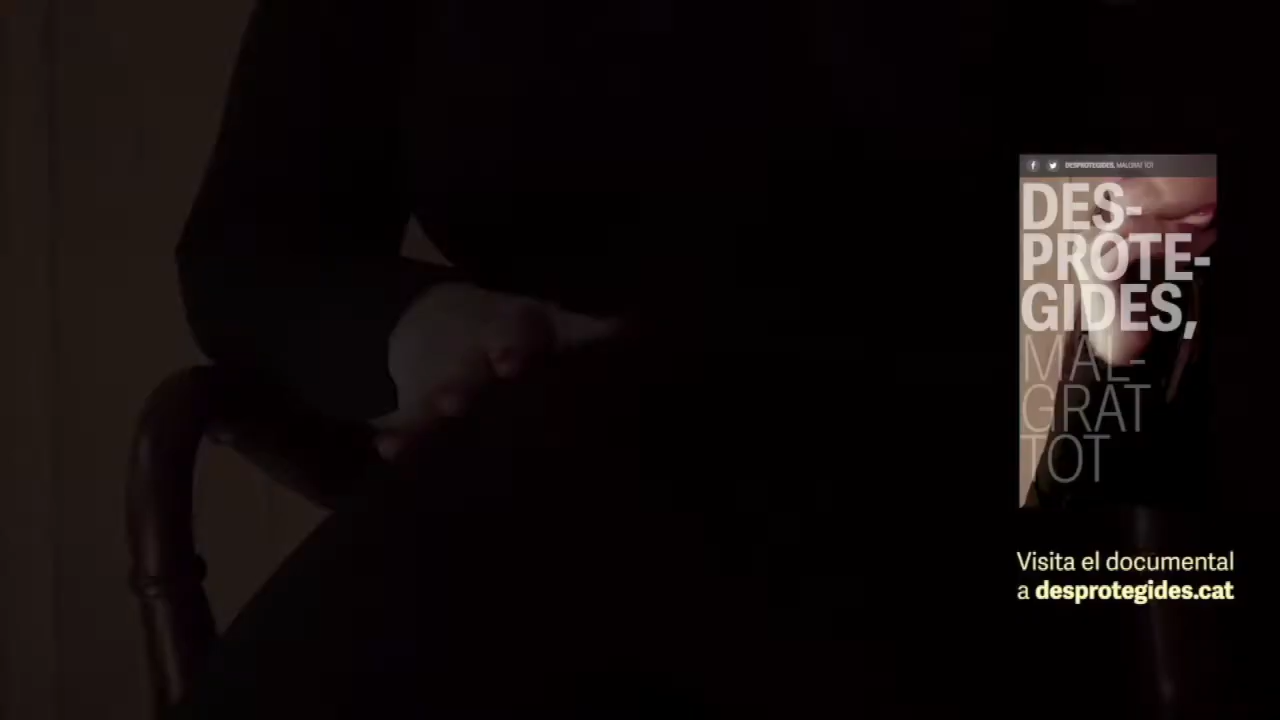 DESPROTEGIDES, MALGRAT TOT
DES-
PROTE-
GIDES,
MAL-
GRAT
TOT
Visita el documental
a desprotegides.cat